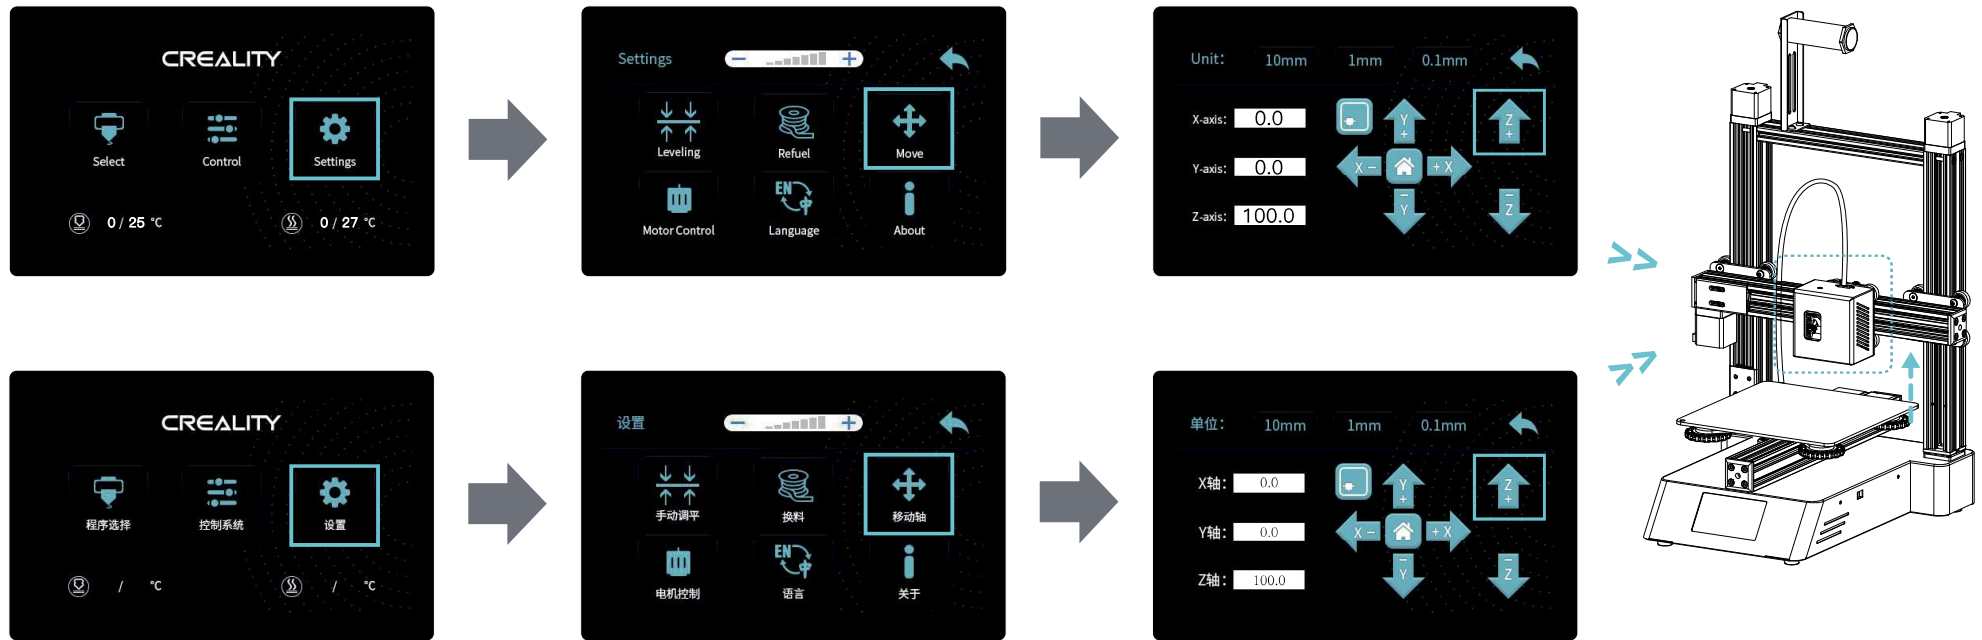 CREALITY
Select
Control
Settings
0 / 25 °C
0 / 27 °C
Settings
− +
Leveling
Refuel
Move
Motor Control
EN 中
Language
About
Unit:
10mm
1mm
0.1mm
X-axis: 0.0
Y-axis: 0.0
Z-axis: 100.0
Y +
Z +
X −
+ X
− Y
− Z
CREALITY
程序选择
控制系统
设置
/ °C
/ °C
设置
− +
手动调平
换料
移动轴
电机控制
EN 中
语言
关于
单位：
10mm
1mm
0.1mm
X轴： 0.0
Y轴： 0.0
Z轴： 100.0
Y +
Z +
X −
+ X
− Y
− Z